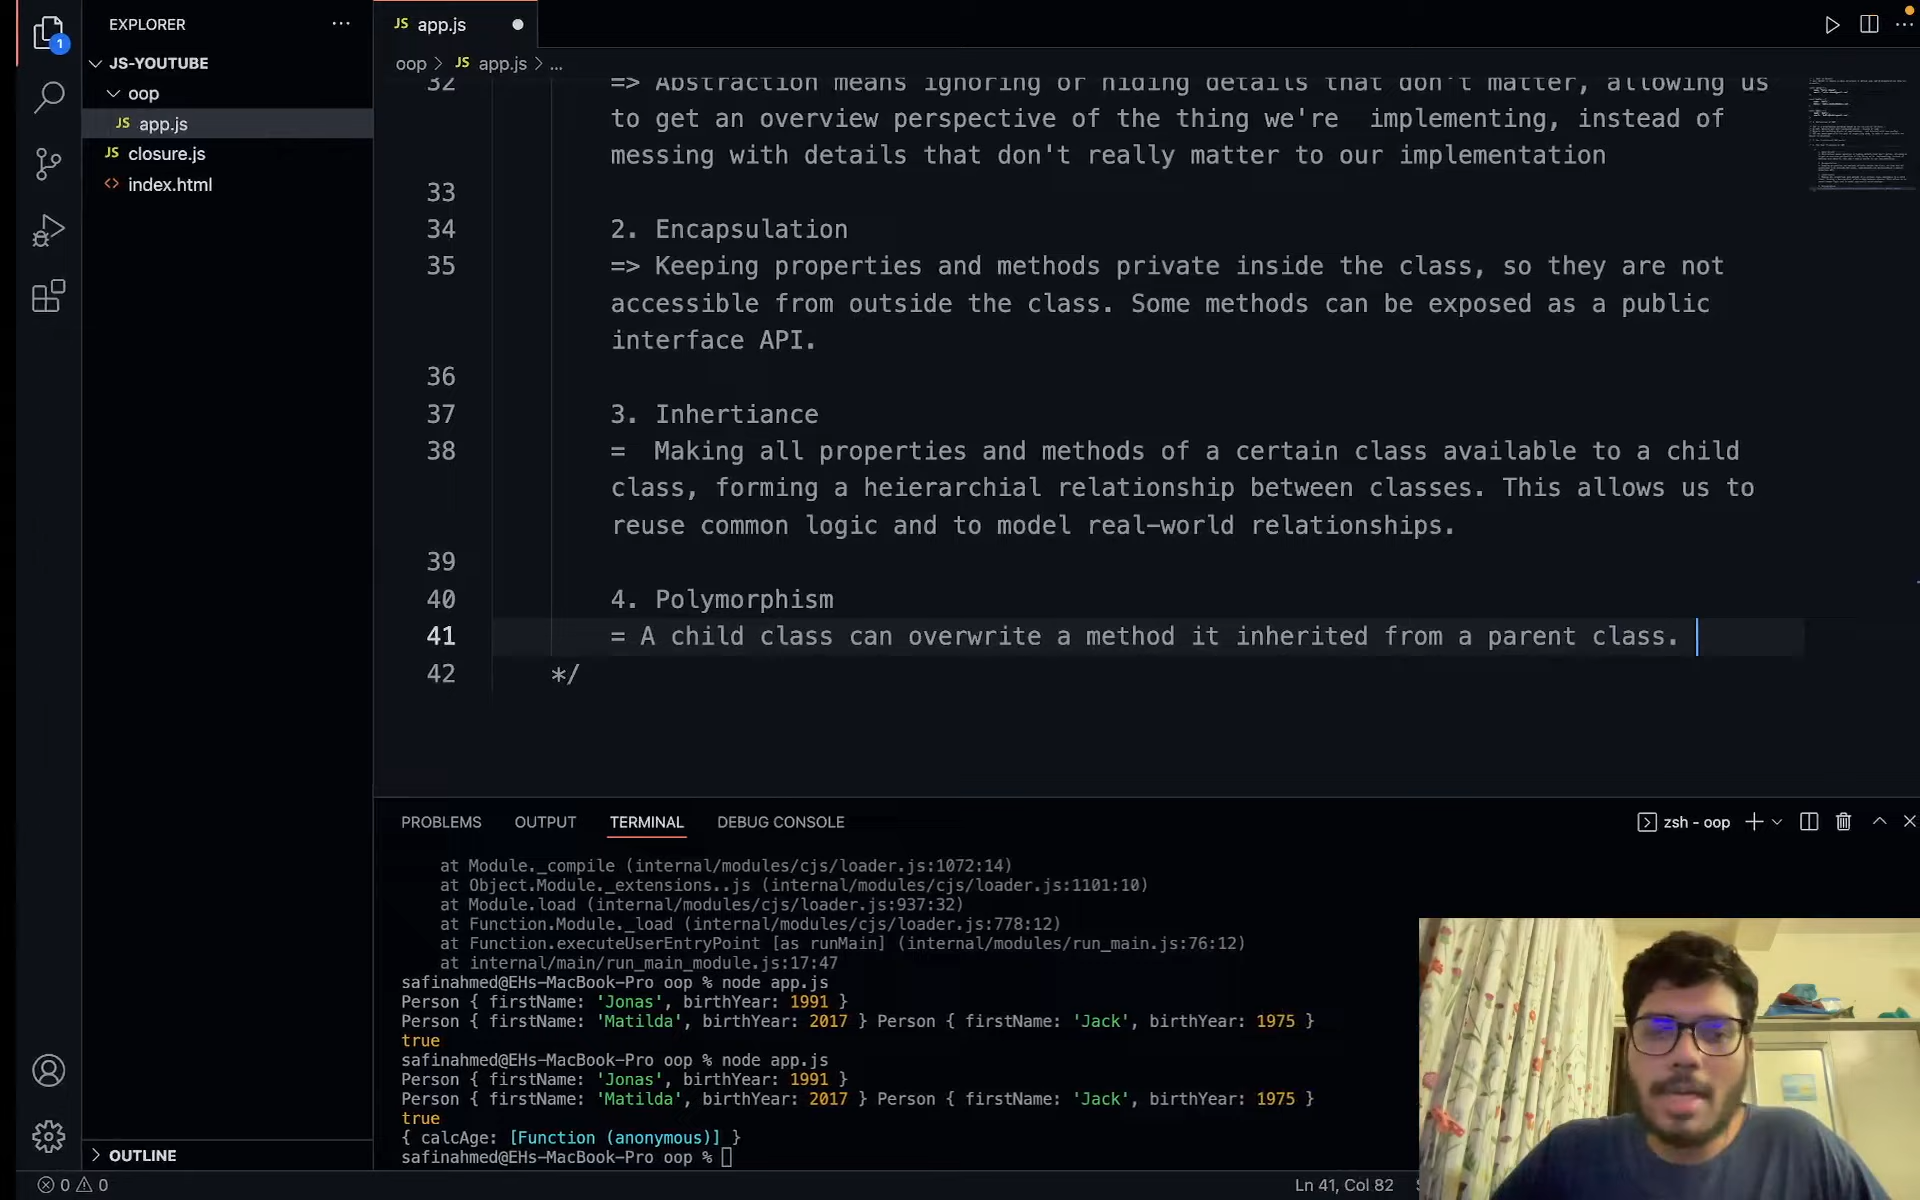 EXPLORER
JS app.js
JS-YOUTUBE
oop
JS app.js
JS closure.js
<> index.html
1
oop > JS app.js > ...
32 => Abstraction means ignoring or hiding details that don't matter, allowing us
to get an overview perspective of the thing we're  implementing, instead of
messing with details that don't really matter to our implementation
33
34 2. Encapsulation
35 => Keeping properties and methods private inside the class, so they are not
accessible from outside the class. Some methods can be exposed as a public
interface API.
36
37 3. Inhertiance
38 =  Making all properties and methods of a certain class available to a child
class, forming a heierarchial relationship between classes. This allows us to
reuse common logic and to model real-world relationships.
39
40 4. Polymorphism
41 = A child class can overwrite a method it inherited from a parent class.
42 */
PROBLEMS OUTPUT TERMINAL DEBUG CONSOLE
zsh - oop
at Module._compile (internal/modules/cjs/loader.js:1072:14)
at Object.Module._extensions..js (internal/modules/cjs/loader.js:1101:10)
at Module.load (internal/modules/cjs/loader.js:937:32)
at Function.Module._load (internal/modules/cjs/loader.js:778:12)
at Function.executeUserEntryPoint [as runMain] (internal/modules/run_main.js:76:12)
at internal/main/run_main_module.js:17:47
safinahmed@EHs-MacBook-Pro oop % node app.js
Person { firstName: 'Jonas', birthYear: 1991 }
Person { firstName: 'Matilda', birthYear: 2017 } Person { firstName: 'Jack', birthYear: 1975 }
true
safinahmed@EHs-MacBook-Pro oop % node app.js
Person { firstName: 'Jonas', birthYear: 1991 }
Person { firstName: 'Matilda', birthYear: 2017 } Person { firstName: 'Jack', birthYear: 1975 }
true
{ calcAge: [Function (anonymous)] }
safinahmed@EHs-MacBook-Pro oop %
OUTLINE
0 0
Ln 41, Col 82